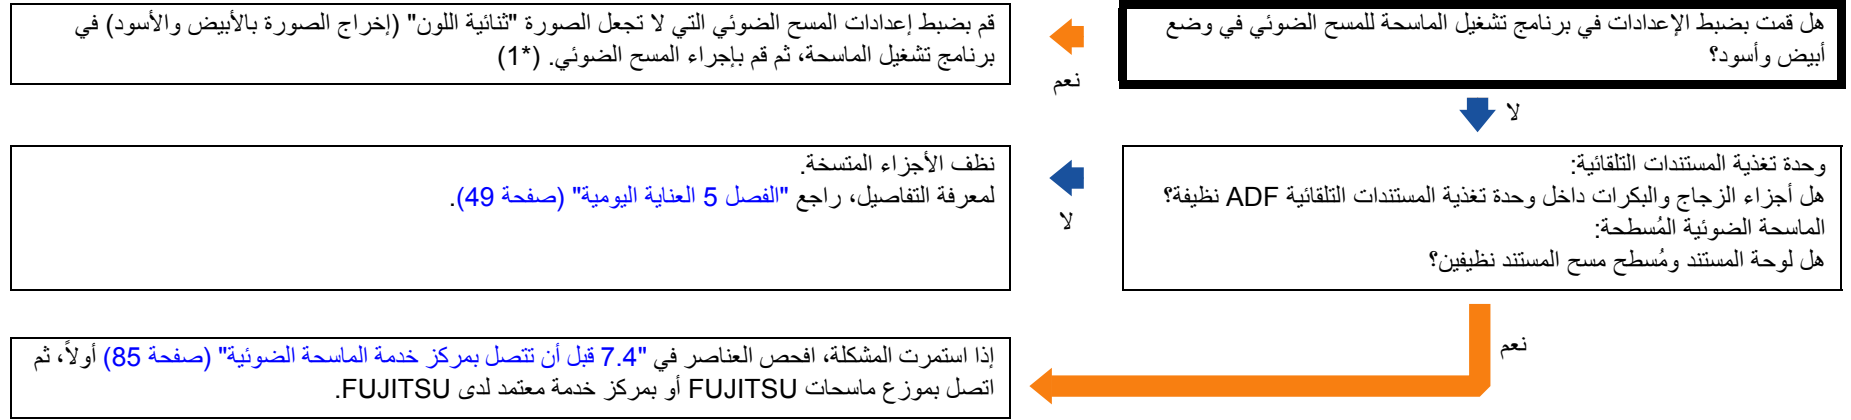 هل قمت بضبط الإعدادات في برنامج تشغيل الماسحة للمسح الضوئي في وضع
أبيض وأسود؟
نعم
قم بضبط إعدادات المسح الضوئي التي لا تجعل الصورة "ثنائية اللون" (إخراج الصورة بالأبيض والأسود) في
برنامج تشغيل الماسحة، ثم قم بإجراء المسح الضوئي. (*1)
لا
وحدة تغذية المستندات التلقائية:
هل أجزاء الزجاج والبكرات داخل وحدة تغذية المستندات التلقائية ADF نظيفة؟
الماسحة الضوئية المُسطحة:
هل لوحة المستند ومُسطح مسح المستند نظيفين؟
لا
نظف الأجزاء المتسخة.
لمعرفة التفاصيل، راجع "الفصل 5 العناية اليومية" (صفحة 49).
نعم
إذا استمرت المشكلة، افحص العناصر في "7.4 قبل أن تتصل بمركز خدمة الماسحة الضوئية" (صفحة 85) أولاً، ثم
اتصل بموزع ماسحات FUJITSU أو بمركز خدمة معتمد لدى FUJITSU.